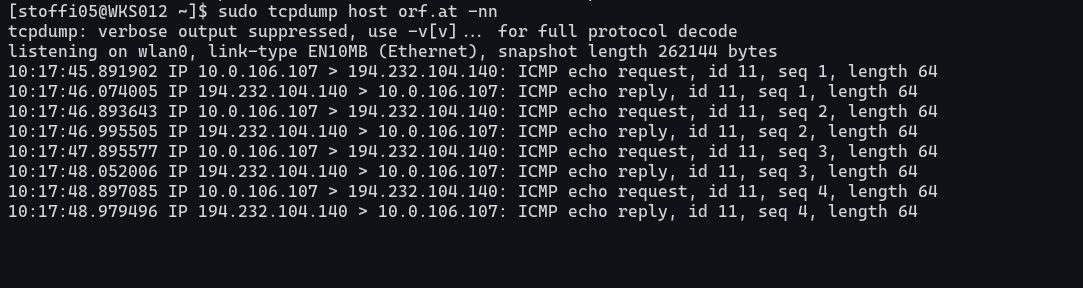 [stoffi05@WKS012 ~]$ sudo tcpdump host orf.at -nn
tcpdump: verbose output suppressed, use -v[v]... for full protocol decode
listening on wlan0, link-type EN10MB (Ethernet), snapshot length 262144 bytes
10:17:45.891902 IP 10.0.106.107 > 194.232.104.140: ICMP echo request, id 11, seq 1, length 64
10:17:46.074005 IP 194.232.104.140 > 10.0.106.107: ICMP echo reply, id 11, seq 1, length 64
10:17:46.893643 IP 10.0.106.107 > 194.232.104.140: ICMP echo request, id 11, seq 2, length 64
10:17:46.995505 IP 194.232.104.140 > 10.0.106.107: ICMP echo reply, id 11, seq 2, length 64
10:17:47.895577 IP 10.0.106.107 > 194.232.104.140: ICMP echo request, id 11, seq 3, length 64
10:17:48.052006 IP 194.232.104.140 > 10.0.106.107: ICMP echo reply, id 11, seq 3, length 64
10:17:48.897085 IP 10.0.106.107 > 194.232.104.140: ICMP echo request, id 11, seq 4, length 64
10:17:48.979496 IP 194.232.104.140 > 10.0.106.107: ICMP echo reply, id 11, seq 4, length 64